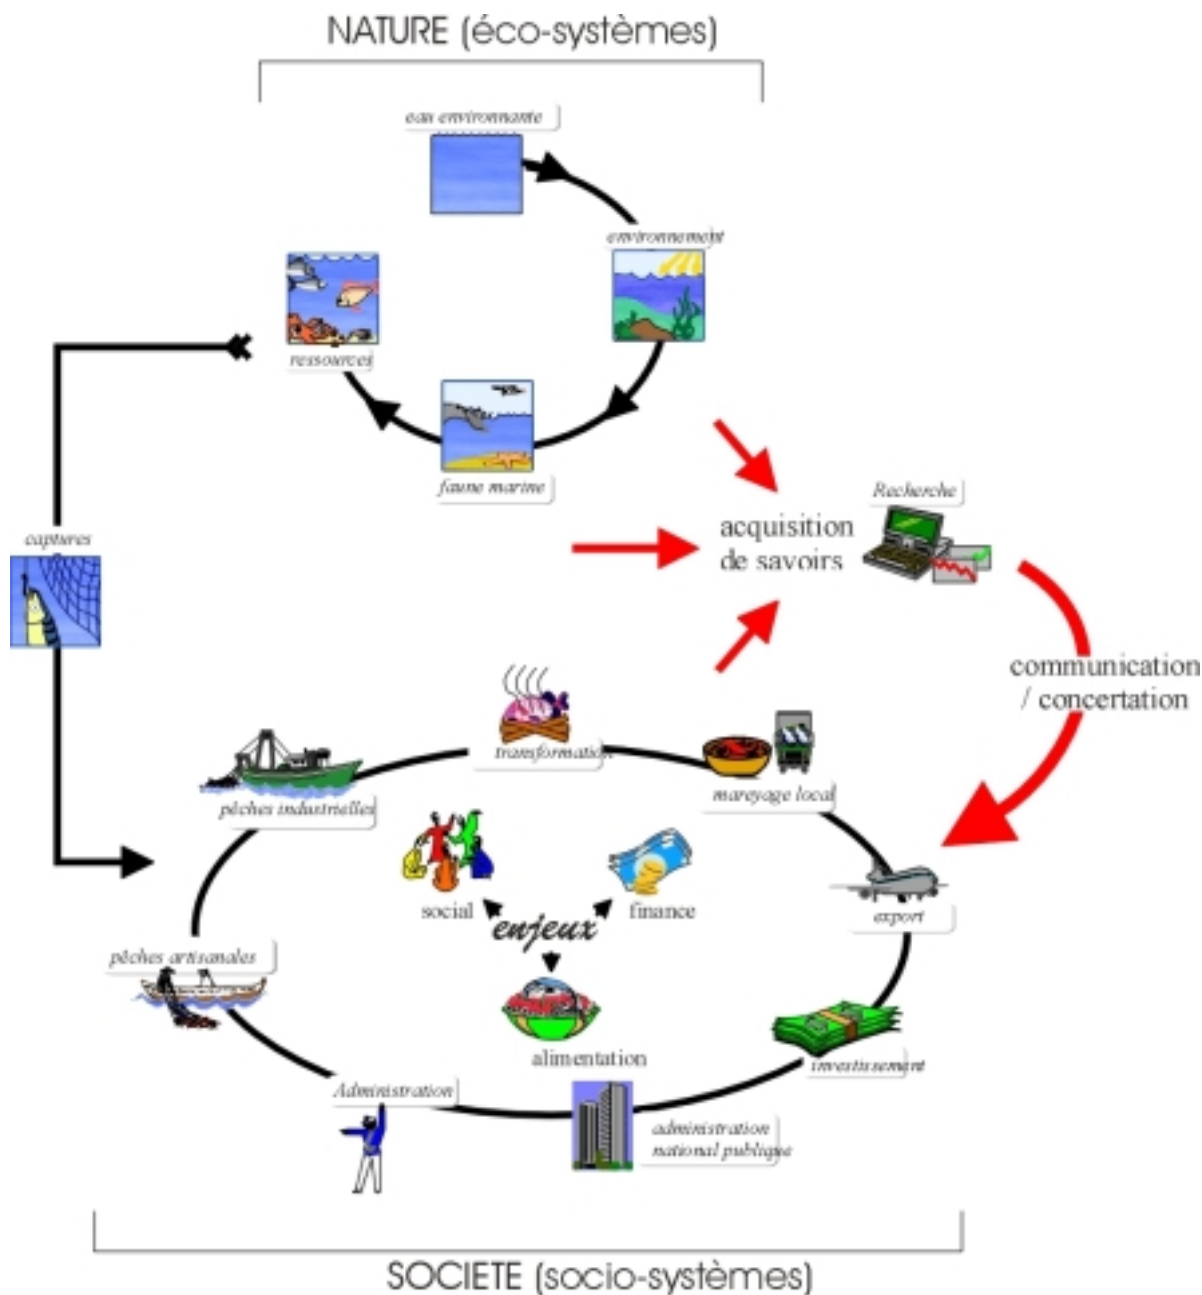 NATURE (éco-systèmes)
eau environnante
environnement
ressources
faune marine
Recherche
acquisition
de savoirs
captures
communication
/ concertation
transformation
pêches industrielles
mareyage local
social
enjeux
finance
export
pêches artisanales
alimentation
investissement
Administration
administration
national publique
SOCIETE (socio-systèmes)